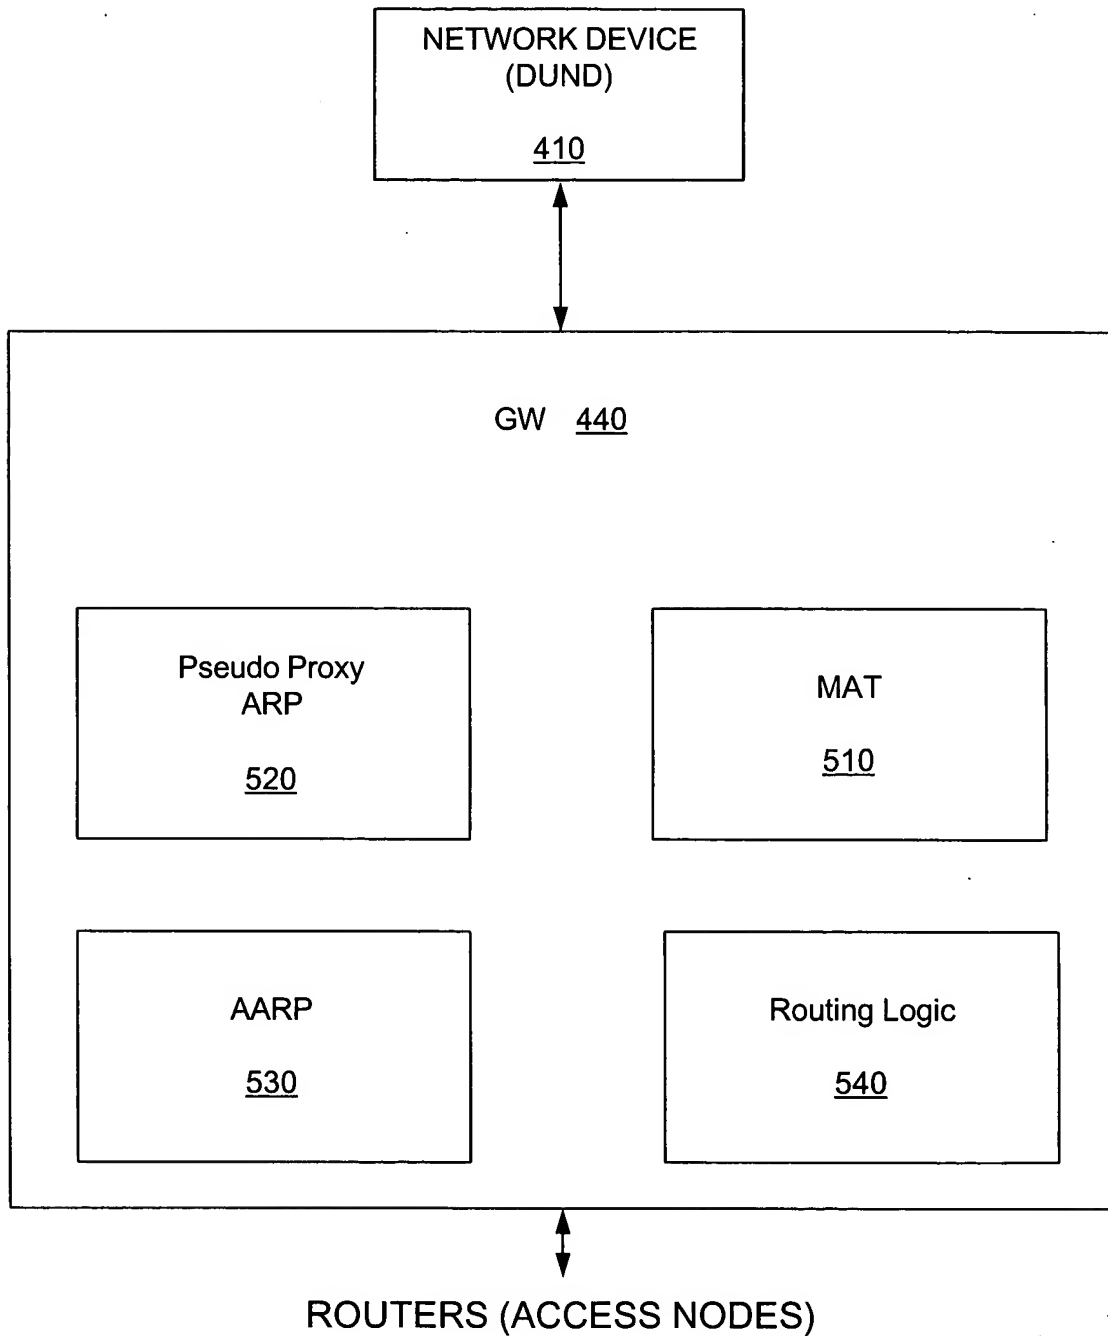 NETWORK DEVICE
(DUND)
410
GW 440
Pseudo Proxy
ARP
520
MAT
510
AARP
530
Routing Logic
540
ROUTERS (ACCESS NODES)